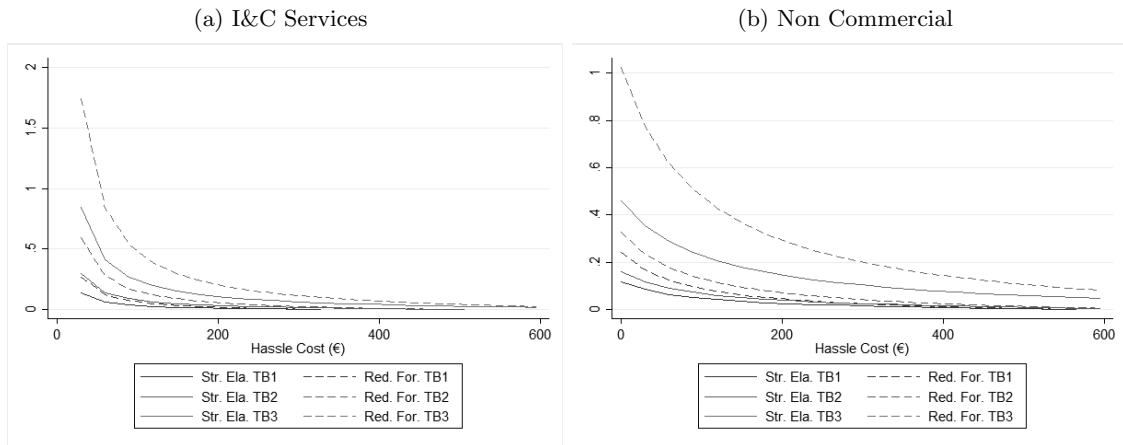 (a) I&C Services
2
1.5
1
.5
0
0 200 400 600
Hassle Cost (€)
Str. Ela. TB1 Red. For. TB1
Str. Ela. TB2 Red. For. TB2
Str. Ela. TB3 Red. For. TB3
(b) Non Commercial
1
.8
.6
.4
.2
0
0 200 400 600
Hassle Cost (€)
Str. Ela. TB1 Red. For. TB1
Str. Ela. TB2 Red. For. TB2
Str. Ela. TB3 Red. For. TB3